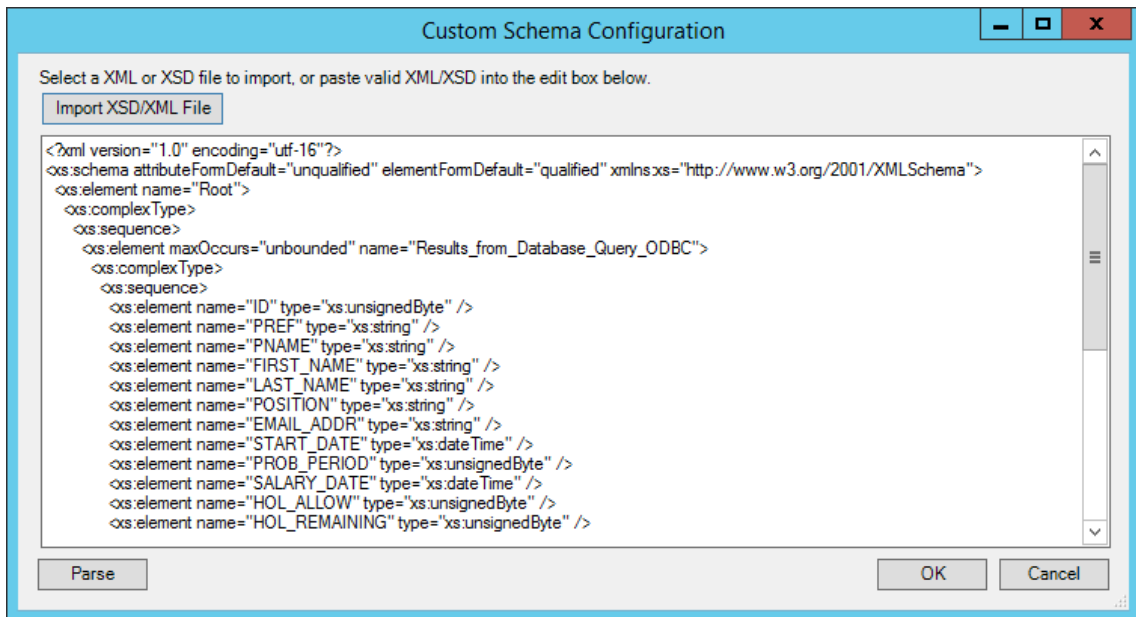 Custom Schema Configuration
Select a XML or XSD file to import, or paste valid XML/XSD into the edit box below.
Import XSD/XML File
<?xml version="1.0" encoding="utf-16"?>
<xs:schema attributeFormDefault="unqualified" elementFormDefault="qualified" xmlns:xs="http://www.w3.org/2001/XMLSchema">
<xs:element name="Root">
<xs:complexType>
<xs:sequence>
<xs:element maxOccurs="unbounded" name="Results_from_Database_Query_ODBC">
<xs:complexType>
<xs:sequence>
<xs:element name="ID" type="xs:unsignedByte" />
<xs:element name="PREF" type="xs:string" />
<xs:element name="PNAME" type="xs:string" />
<xs:element name="FIRST_NAME" type="xs:string" />
<xs:element name="LAST_NAME" type="xs:string" />
<xs:element name="POSITION" type="xs:string" />
<xs:element name="EMAIL_ADDR" type="xs:string" />
<xs:element name="START_DATE" type="xs:dateTime" />
<xs:element name="PROB_PERIOD" type="xs:unsignedByte" />
<xs:element name="SALARY_DATE" type="xs:dateTime" />
<xs:element name="HOL_ALLOW" type="xs:unsignedByte" />
<xs:element name="HOL_REMAINING" type="xs:unsignedByte" />
Parse
OK
Cancel